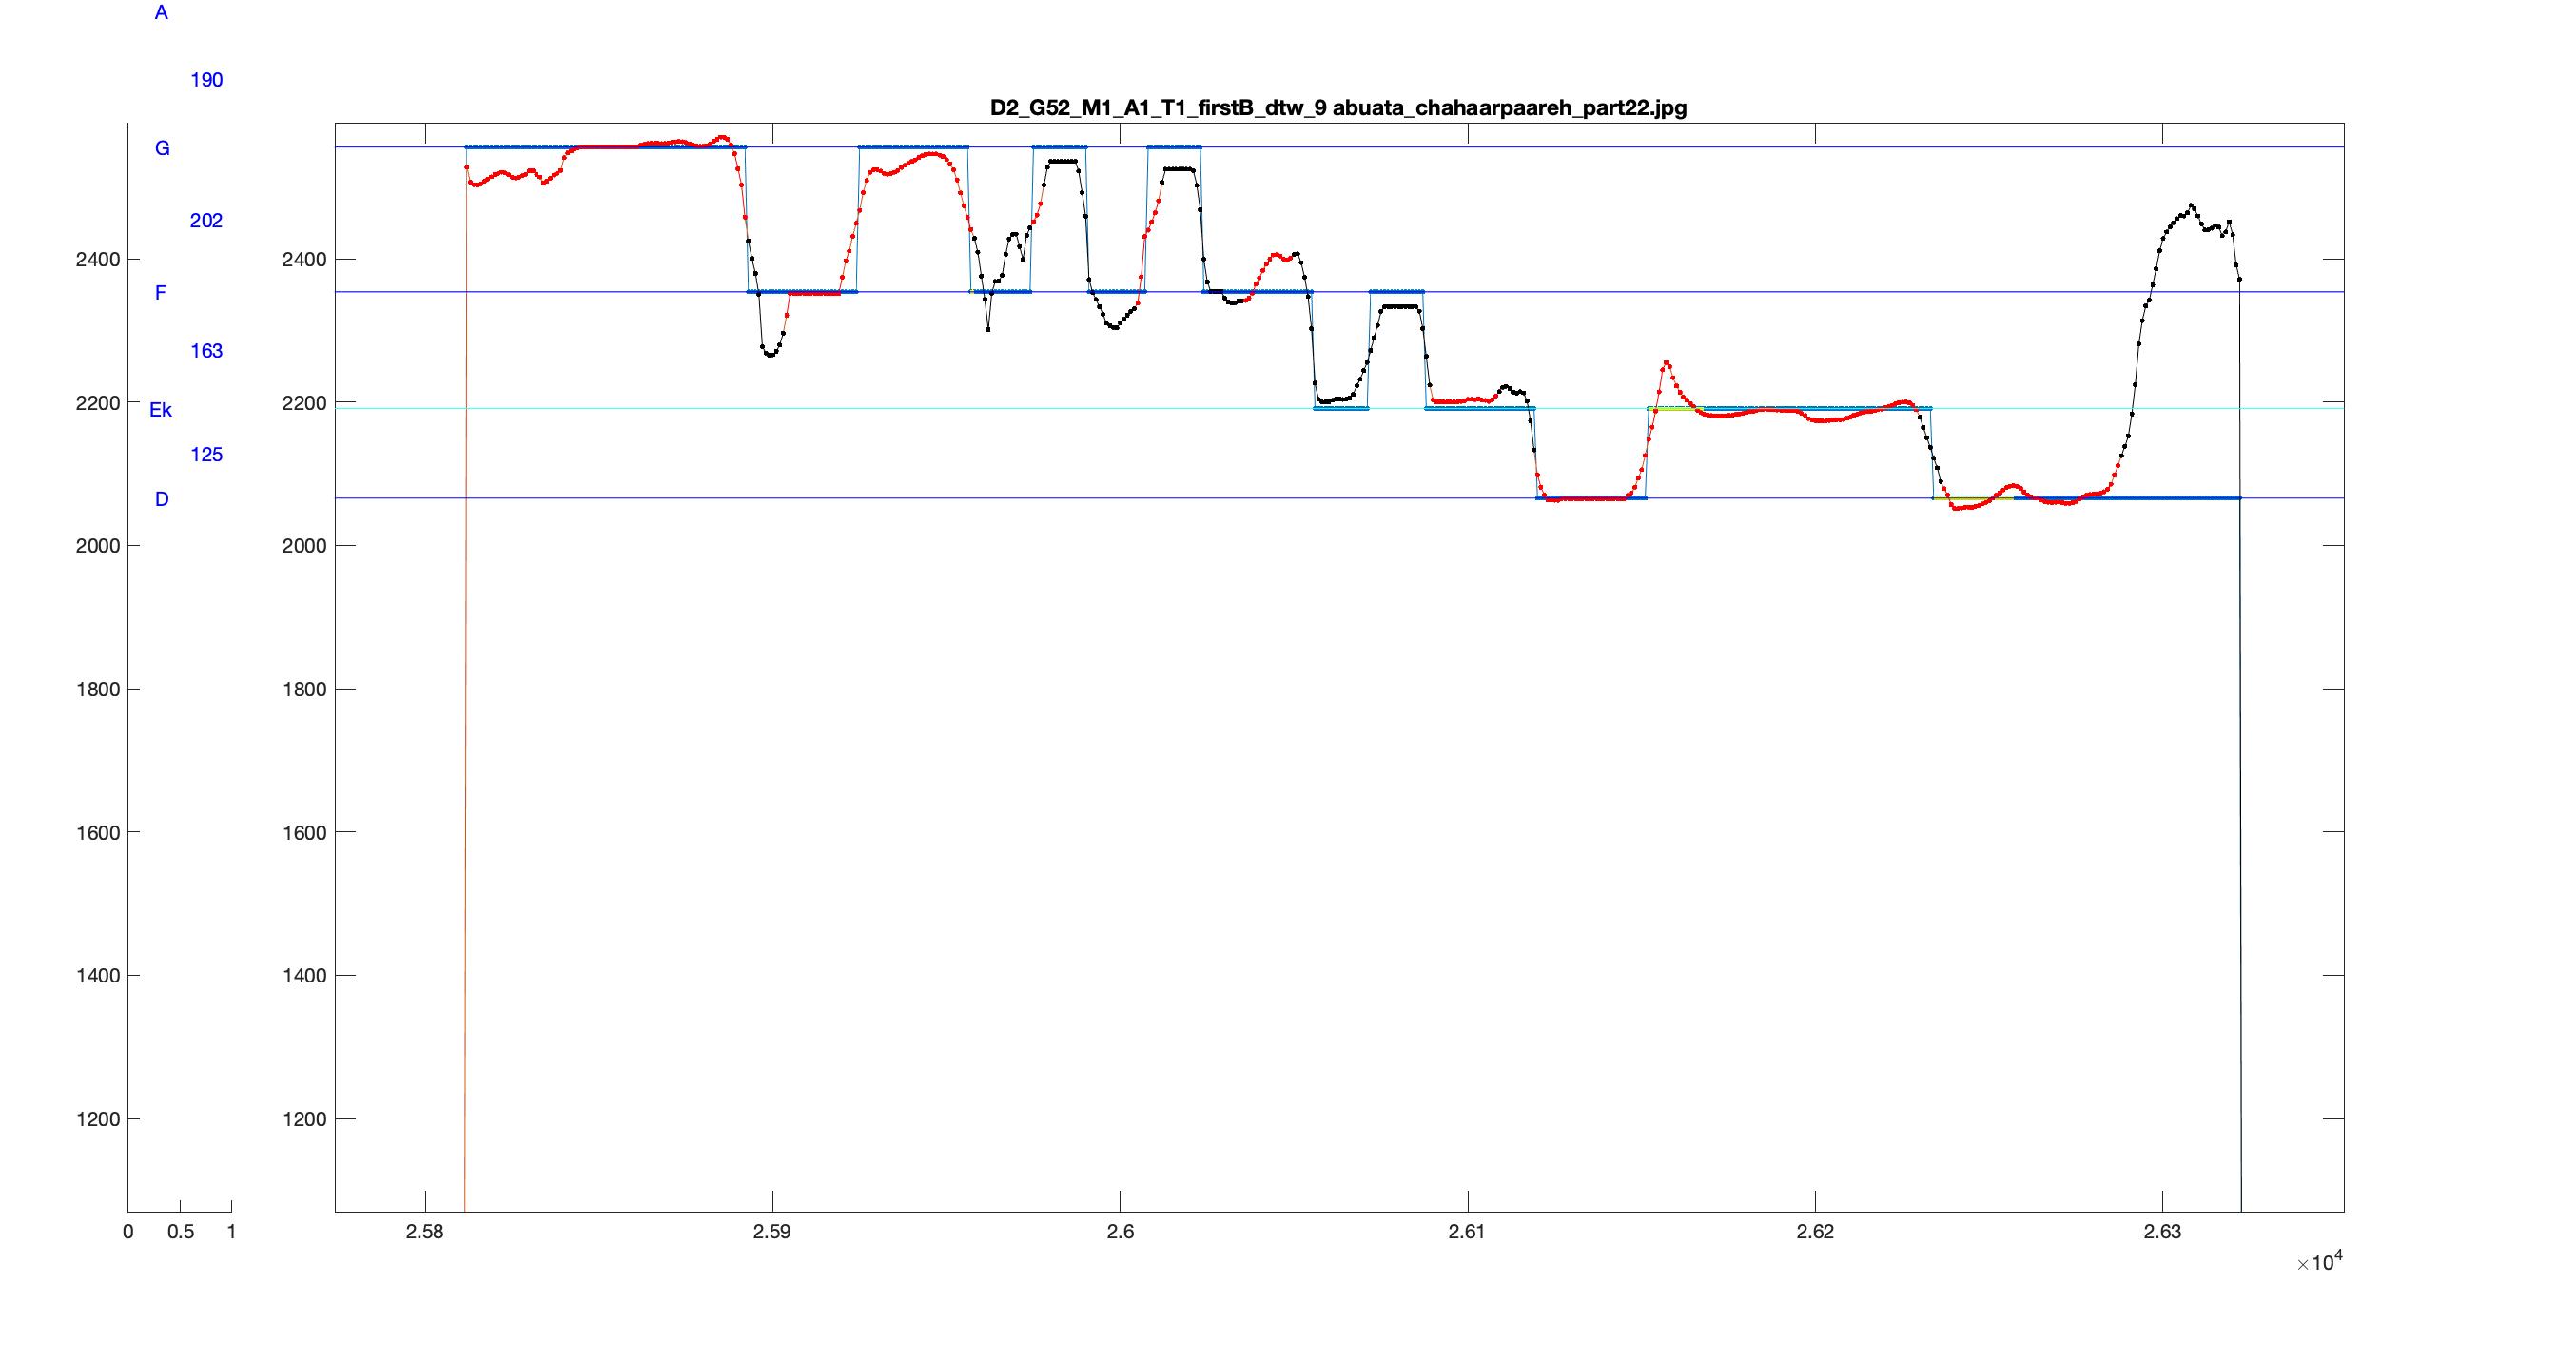 A
190
D2_G52_M1_A1_T1_firstB_dtw_9 abuata_chahaarpaareh_part22.jpg
G
202
2400 2400
F
163
2200 Ek 2200
125
D
2000 2000
1800 1800
1600 1600
1400 1400
1200 1200
0 0.5 1 2.58 2.59 2.6 2.61 2.62 2.63
×10⁴